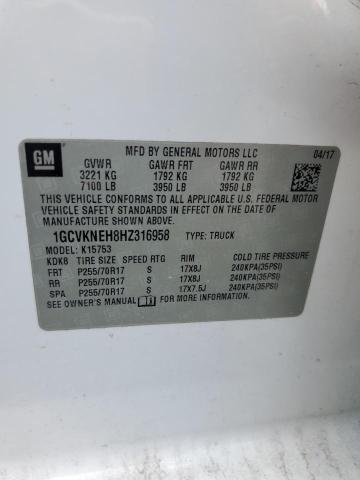 GM
MFD BY GENERAL MOTORS LLC 04/17
GVWR GAWR FRT GAWR RR
3221 KG 1792 KG 1792 KG
7100 LB 3950 LB 3950 LB
THIS VEHICLE CONFORMS TO ALL APPLICABLE U.S. FEDERAL MOTOR
VEHICLE SAFETY STANDARDS IN EFFECT ON THE DATE OF
MANUFACTURE SHOWN ABOVE.
1GCVKNEH8HZ316958 TYPE: TRUCK
MODEL: K15753
KDK8 TIRE SIZE SPEED RTG RIM COLD TIRE PRESSURE
FRT P255/70R17 S 17X8J 240KPA(35PSI)
RR P255/70R17 S 17X8J 240KPA(35PSI)
SPA P255/70R17 S 17X7.5J 240KPA(35PSI)
SEE OWNER'S MANUAL FOR MORE INFORMATION.